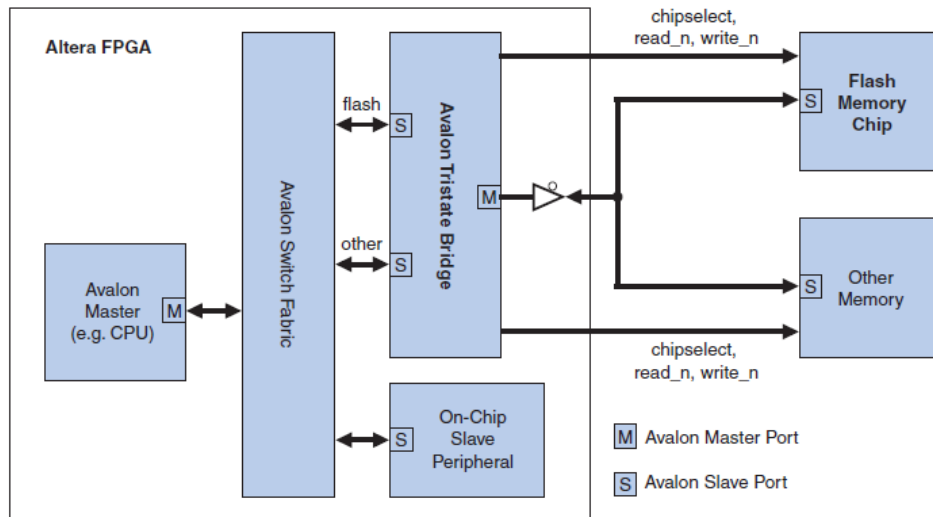 Altera FPGA
Avalon
Master
(e.g. CPU)
M
Avalon Switch Fabric
flash
S
other
S
Avalon Tristate Bridge
M
S
On-Chip
Slave
Peripheral
chipselect,
read_n, write_n
S
Flash
Memory
Chip
S
Other
Memory
chipselect,
read_n, write_n
M Avalon Master Port
S Avalon Slave Port